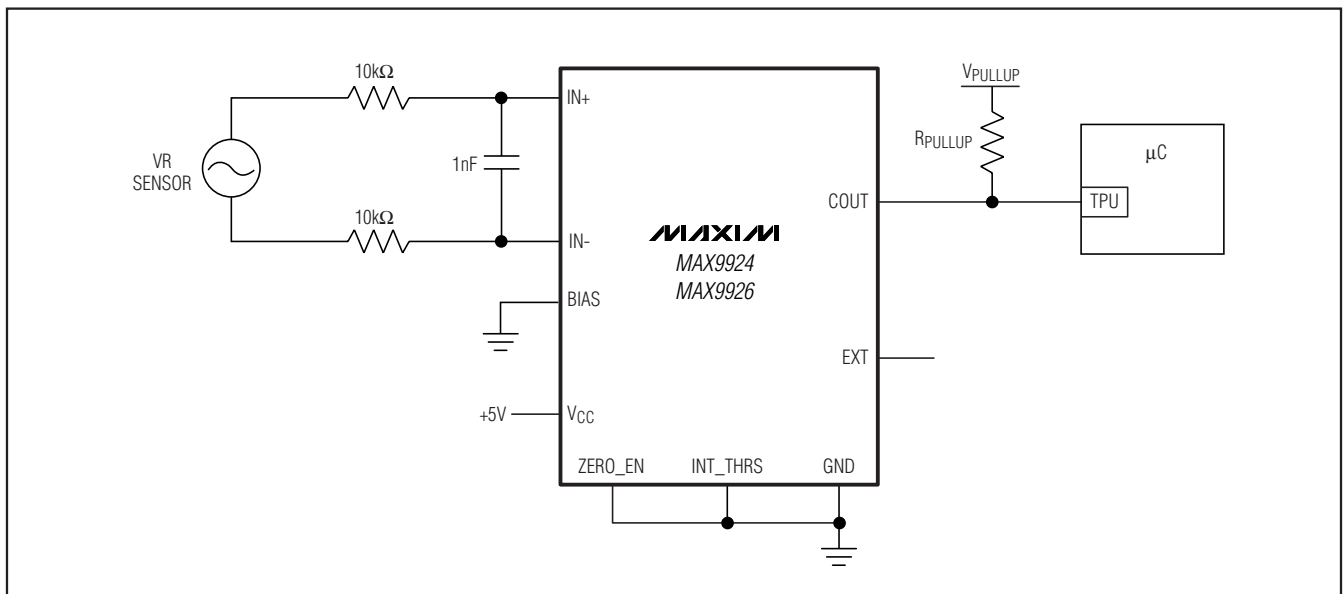 10kΩ
VR
SENSOR
1nF
10kΩ
IN+
IN-
BIAS
+5V
VCC
ZERO_EN
INT_THRS
GND
MAXIM
MAX9924
MAX9926
COUT
EXT
VPULLUP
RPULLUP
μC
TPU